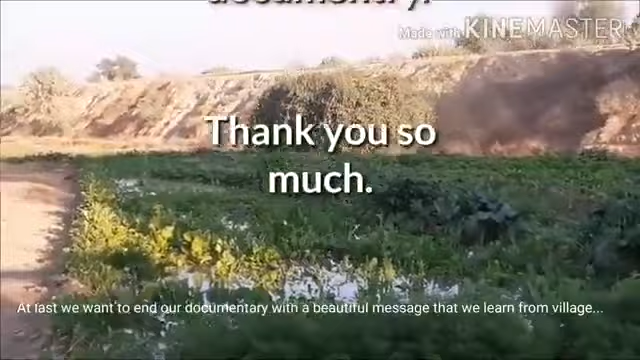 documentry.
Made with KINEMASTER
Thank you so
much.
At last we want to end our documentary with a beautiful message that we learn from village...